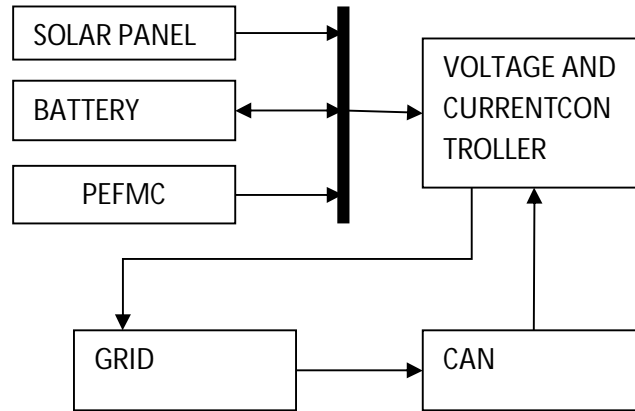 SOLAR PANEL
BATTERY
PEFMC
VOLTAGE AND
CURRENTCON
TROLLER
GRID
CAN